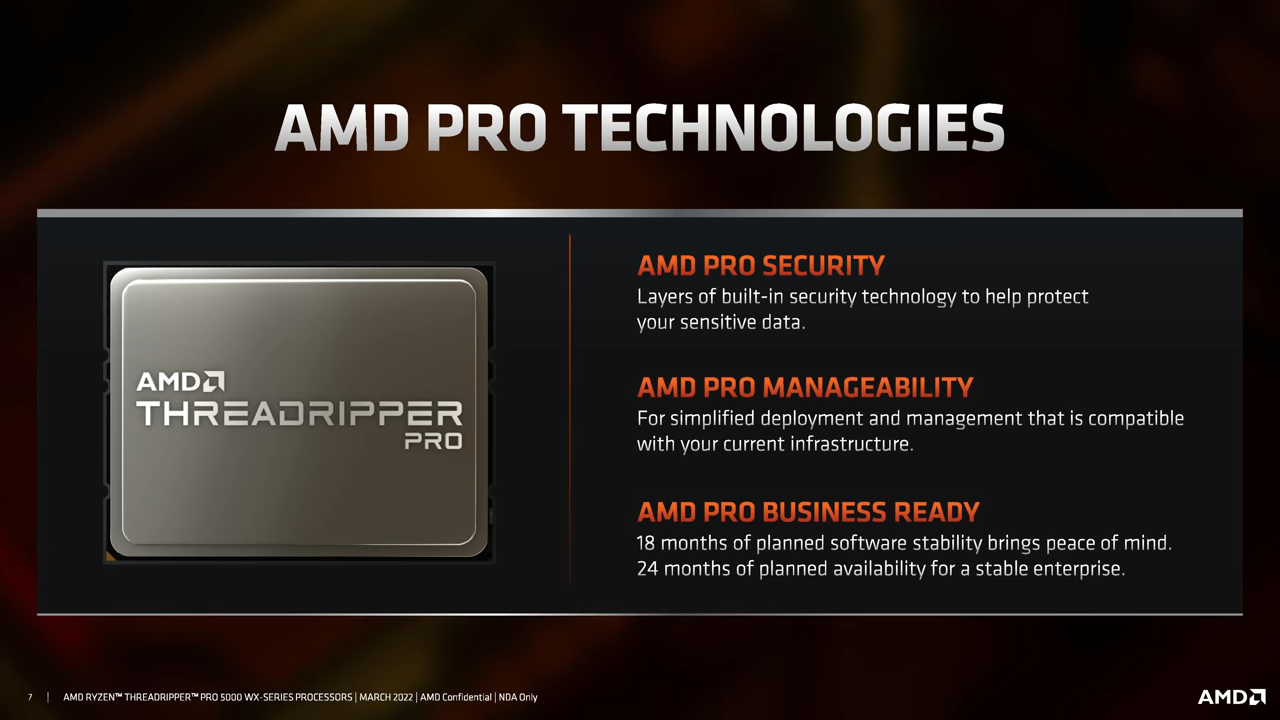 AMD PRO TECHNOLOGIES
AMD
THREADRIPPER
PRO
AMD PRO SECURITY
Layers of built-in security technology to help protect
your sensitive data.
AMD PRO MANAGEABILITY
For simplified deployment and management that is compatible
with your current infrastructure.
AMD PRO BUSINESS READY
18 months of planned software stability brings peace of mind.
24 months of planned availability for a stable enterprise.
7 | AMD RYZEN™ THREADRIPPER™ PRO 5000 WX-SERIES PROCESSORS | MARCH 2022 | AMD Confidential | NDA Only
AMD